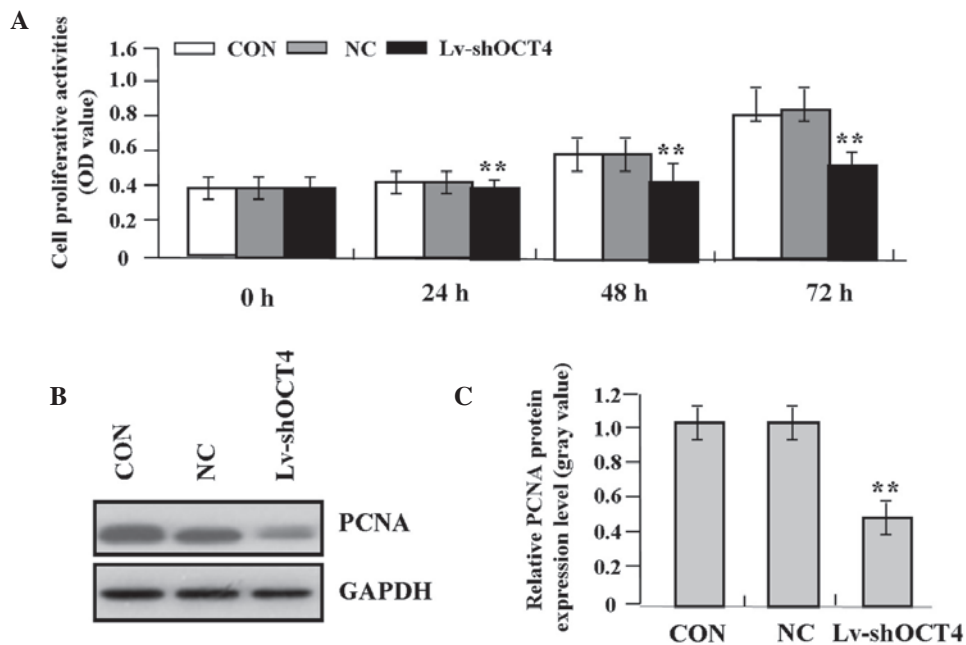 A
Cell proliferative activities
(OD value)
CON NC Lv-shOCT4
1.6
1.0
0.8
0.6
0.4
0.2
0
**
**
**
0 h 24 h 48 h 72 h
B
CON
NC
Lv-shOCT4
PCNA
GAPDH
C
Relative PCNA protein
expression level (gray value)
1.2
1.0
0.8
0.6
0.4
0.2
0
**
CON NC Lv-shOCT4